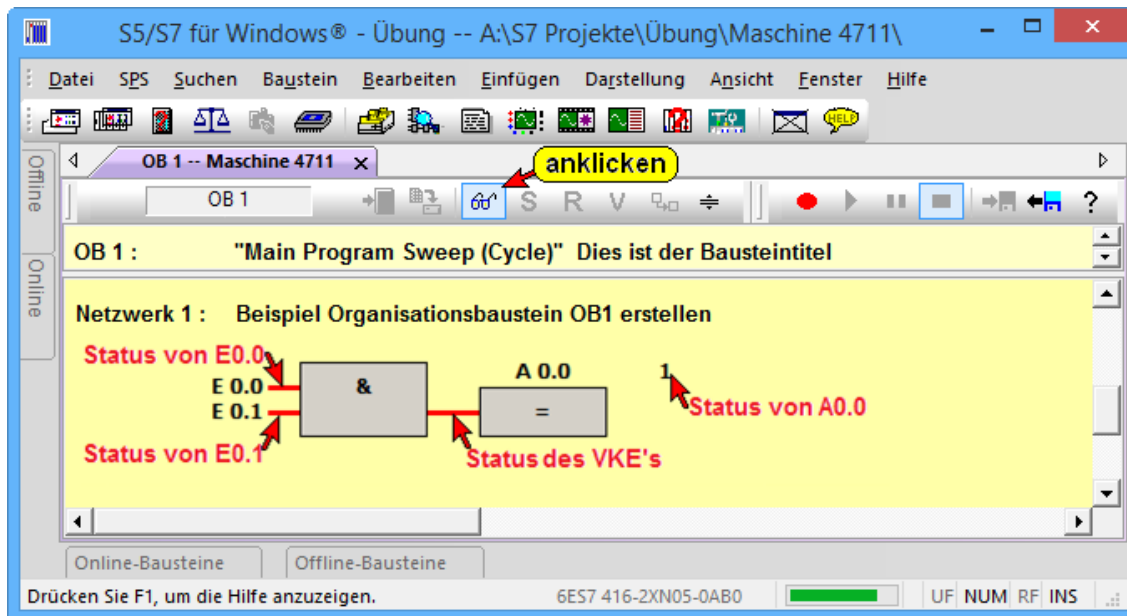 S5/S7 für Windows® - Übung -- A:\S7 Projekte\Übung\Maschine 4711\
Datei SPS Suchen Baustein Bearbeiten Einfügen Darstellung Ansicht Fenster Hilfe
HELP
Offline
Online
OB 1 -- Maschine 4711 x
anklicken
OB 1
S R V
?
OB 1 : "Main Program Sweep (Cycle)" Dies ist der Bausteintitel
Netzwerk 1 : Beispiel Organisationsbaustein OB1 erstellen
Status von E0.0
E 0.0
E 0.1
&
A 0.0
=
1
Status von A0.0
Status von E0.1
Status des VKE's
Online-Bausteine Offline-Bausteine
Drücken Sie F1, um die Hilfe anzuzeigen. 6ES7 416-2XN05-0AB0 UF NUM RF INS